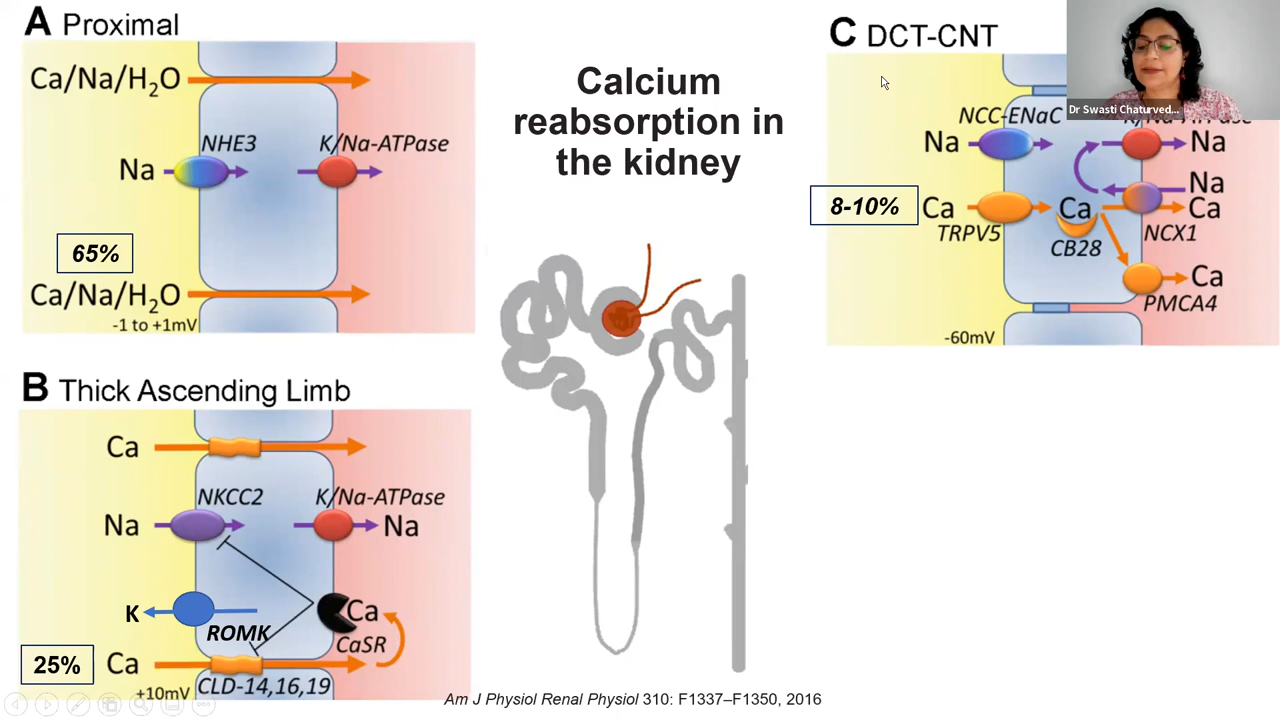 A Proximal
Ca/Na/H₂O
NHE3
K/Na-ATPase
Na
65%
Ca/Na/H₂O
-1 to +1mV
B Thick Ascending Limb
Ca
NKCC2
K/Na-ATPase
Na
Na
K
ROMK
Ca
CaSR
25%
Ca
+10mV
CLD-14,16,19
Calcium
reabsorption in
the kidney
C DCT-CNT
Dr Swasti Chaturved...
NCC-ENaC
Na
Na
Na
8-10%
Ca
Ca
Ca
TRPV5
CB28
NCX1
Ca
PMCA4
-60mV
Am J Physiol Renal Physiol 310: F1337–F1350, 2016